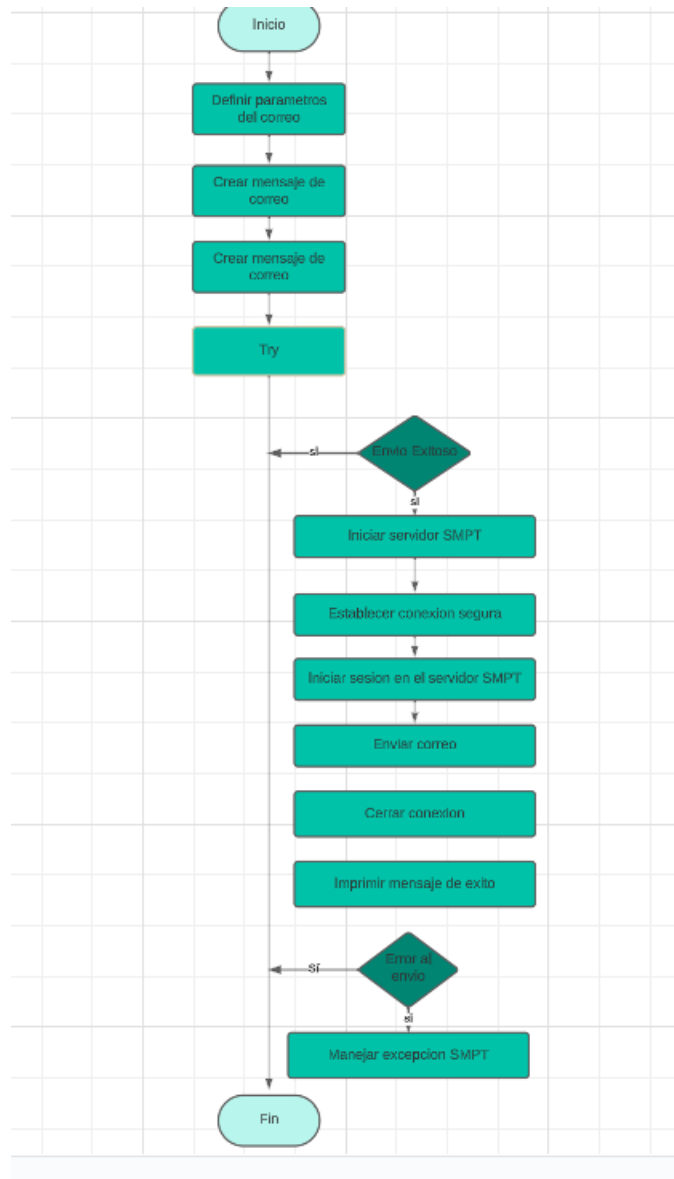 Inicio
Definir parametros
del correo
Crear mensaje de
correo
Crear mensaje de
correo
Try
Envio Exitoso
si
si
Iniciar servidor SMPT
Establecer conexion segura
Iniciar sesion en el servidor SMPT
Enviar correo
Cerrar conexion
Imprimir mensaje de exito
Error al
envio
Sí
si
Manejar excepcion SMPT
Fin